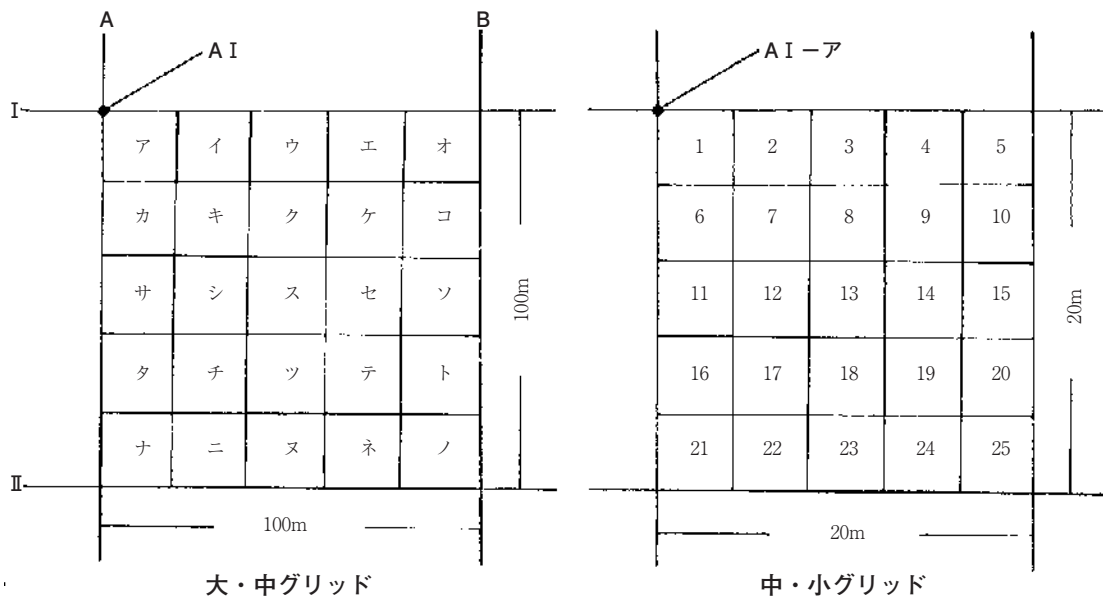 A
B
AⅠ
AⅠ－ア
Ⅰ
ア イ ウ エ オ
カ キ ク ケ コ
サ シ ス セ ソ
タ チ ツ テ ト
ナ ニ ヌ ネ ノ
Ⅱ
100m
100m
大・中グリッド
1 2 3 4 5
6 7 8 9 10
11 12 13 14 15
16 17 18 19 20
21 22 23 24 25
20m
20m
中・小グリッド